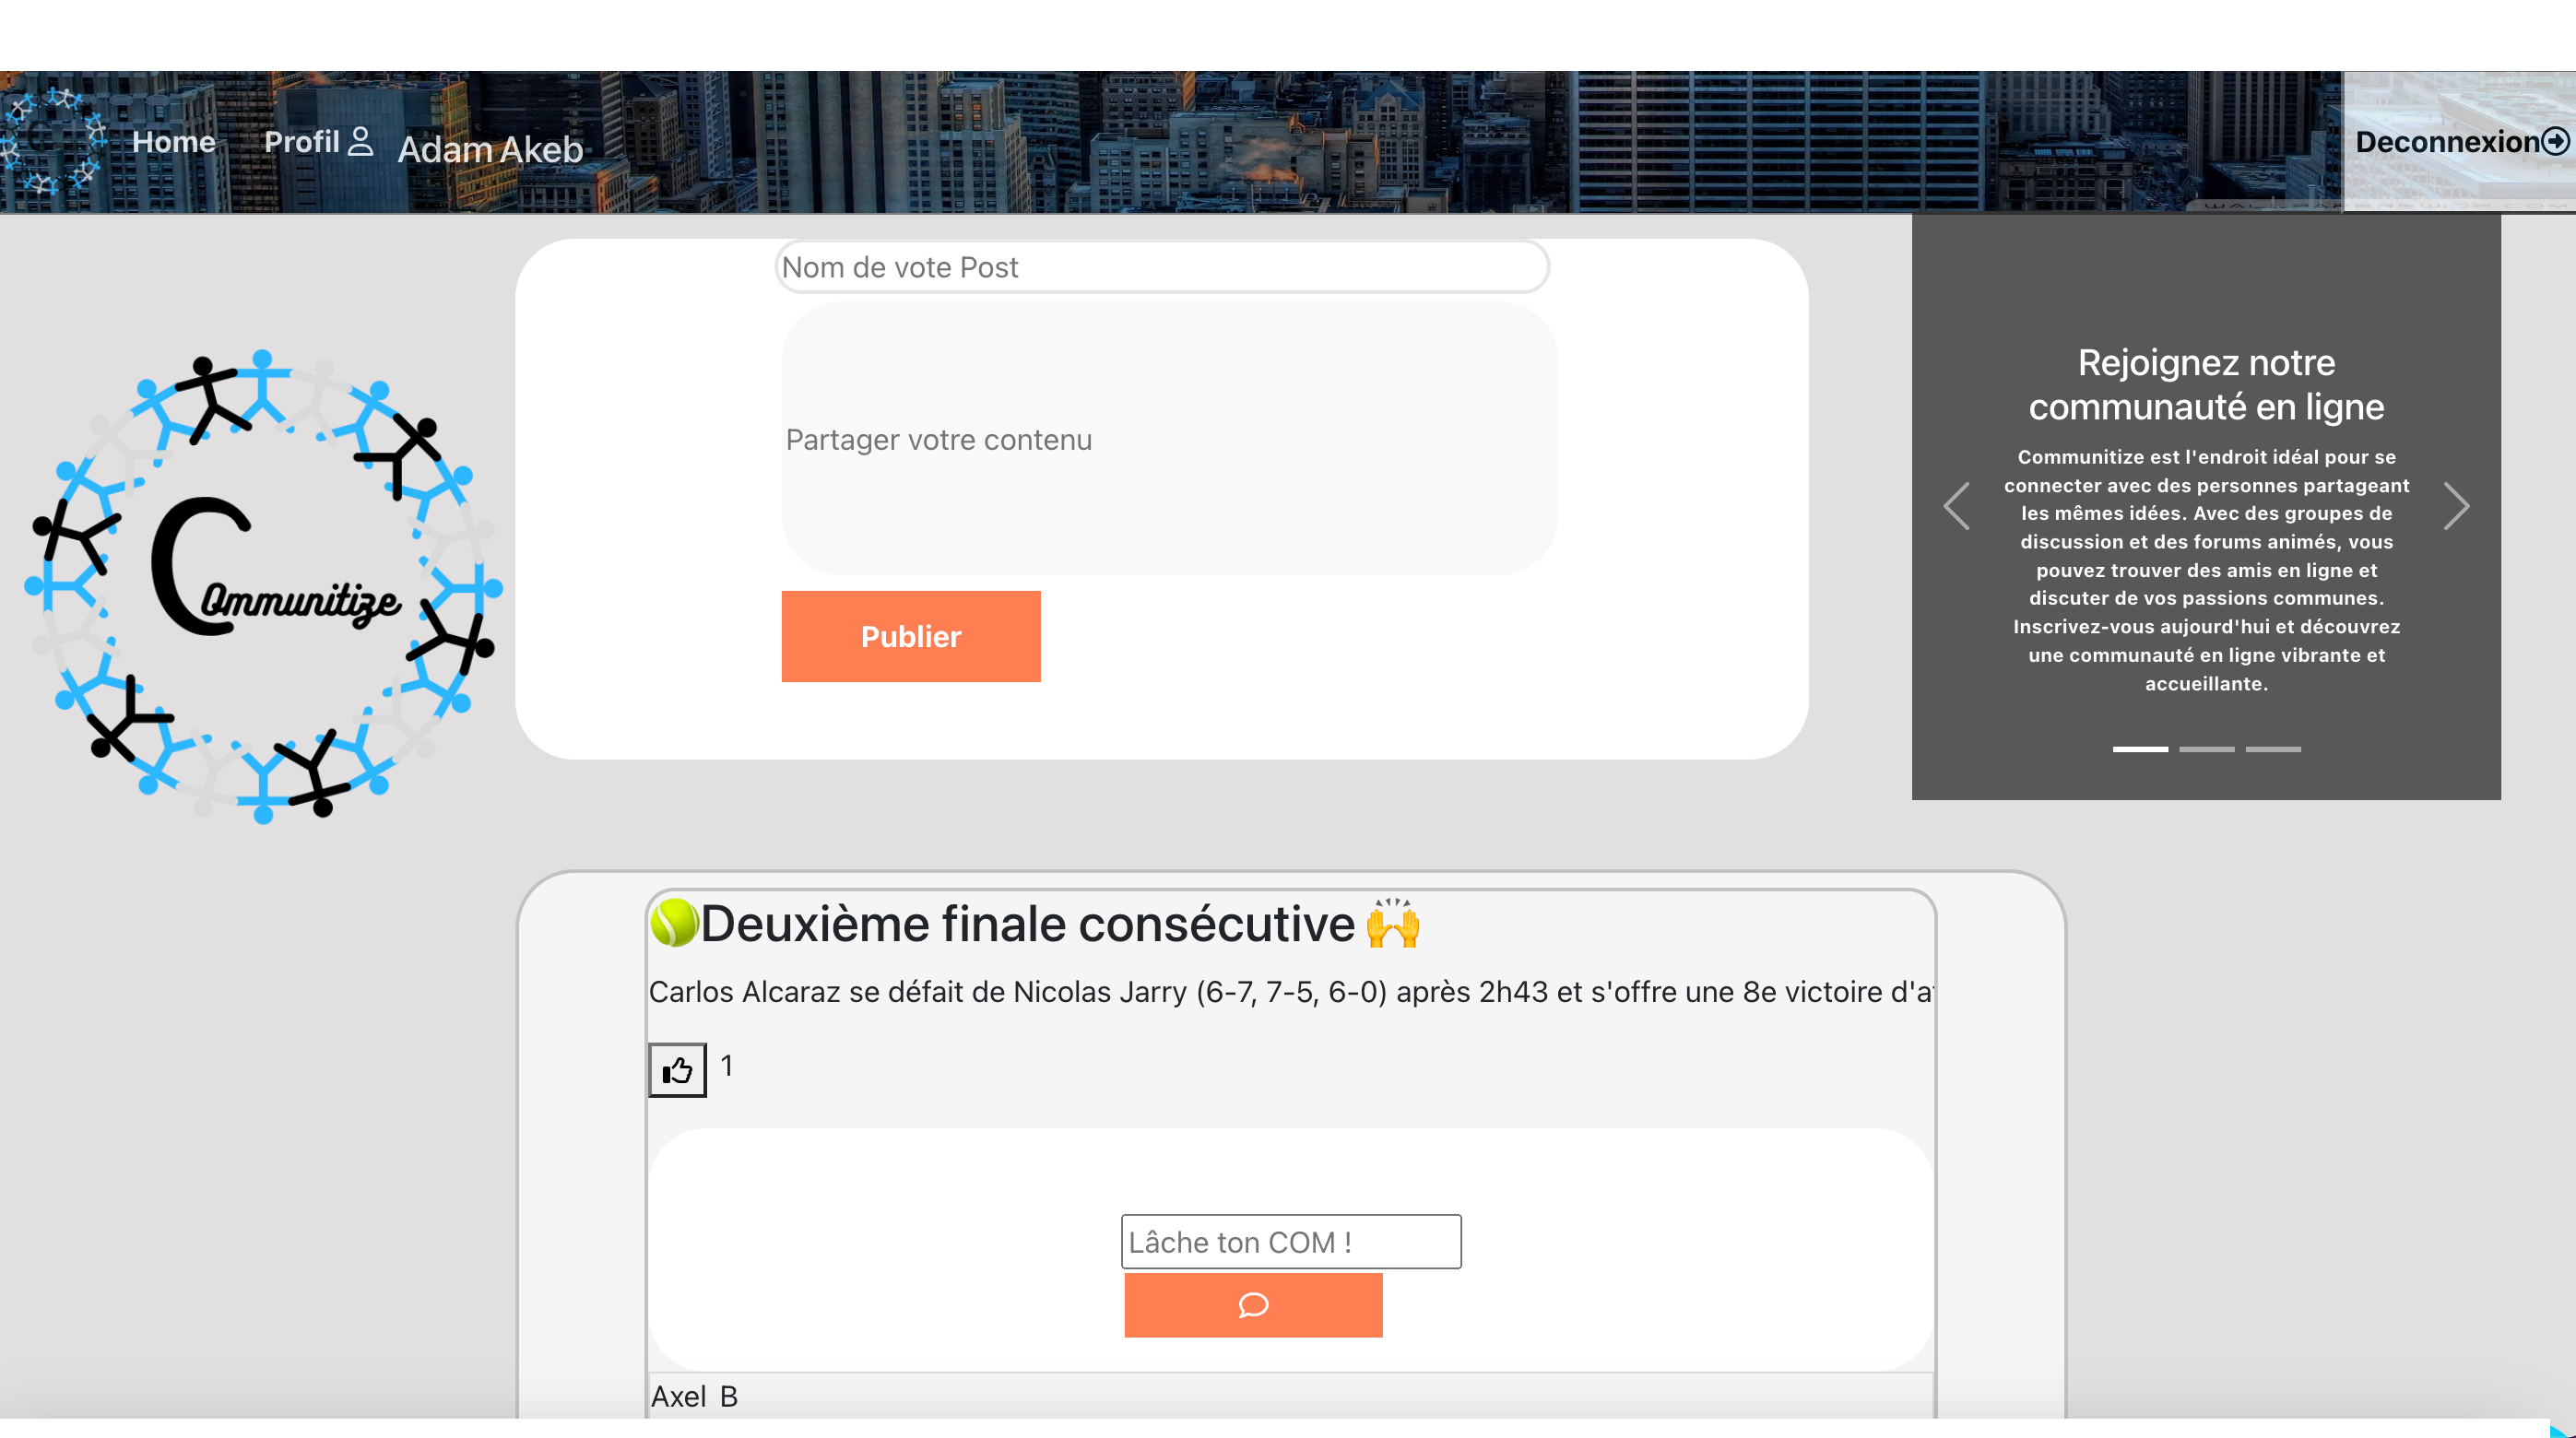 Home Profil Adam Akeb Deconnexion
Nom de vote Post
Partager votre contenu
Publier
Communitize
Rejoignez notre
communauté en ligne
Communitize est l'endroit idéal pour se
connecter avec des personnes partageant
les mêmes idées. Avec des groupes de
discussion et des forums animés, vous
pouvez trouver des amis en ligne et
discuter de vos passions communes.
Inscrivez-vous aujourd'hui et découvrez
une communauté en ligne vibrante et
accueillante.
🎾Deuxième finale consécutive 🙌
Carlos Alcaraz se défait de Nicolas Jarry (6-7, 7-5, 6-0) après 2h43 et s'offre une 8e victoire
1
Lâche ton COM !
Axel B